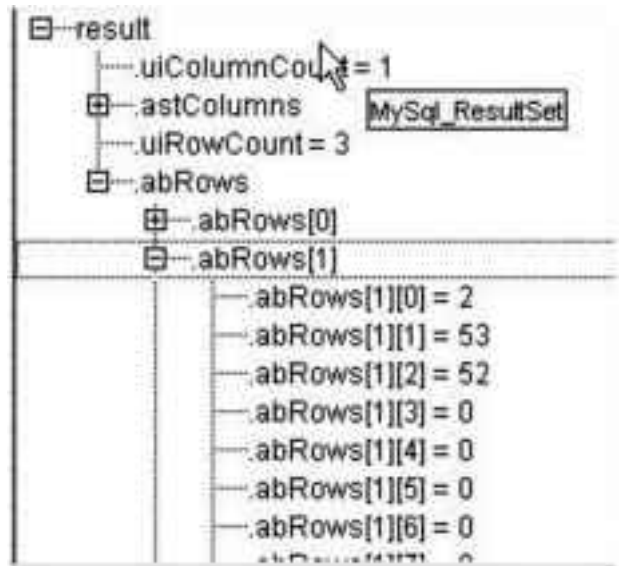 result
.uiColumnCount = 1
.astColumns
MySql_ResultSet
.uiRowCount = 3
.abRows
.abRows[0]
.abRows[1]
.abRows[1][0] = 2
.abRows[1][1] = 53
.abRows[1][2] = 52
.abRows[1][3] = 0
.abRows[1][4] = 0
.abRows[1][5] = 0
.abRows[1][6] = 0